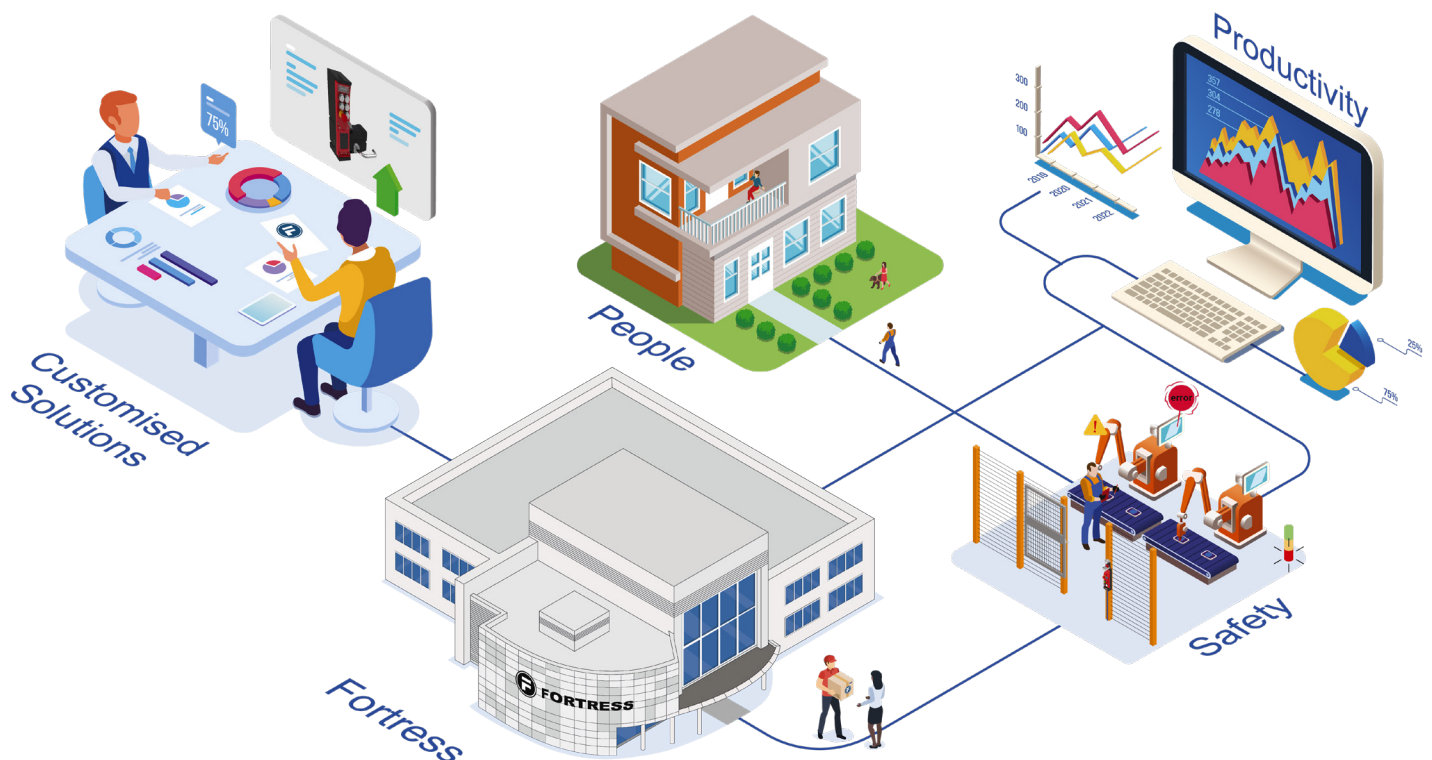 75%
Customised
Solutions
People
300
200
100
2019
2020
2021
2022
Productivity
357
304
278
25%
75%
error
!
Safety
F FORTRESS
Fortress